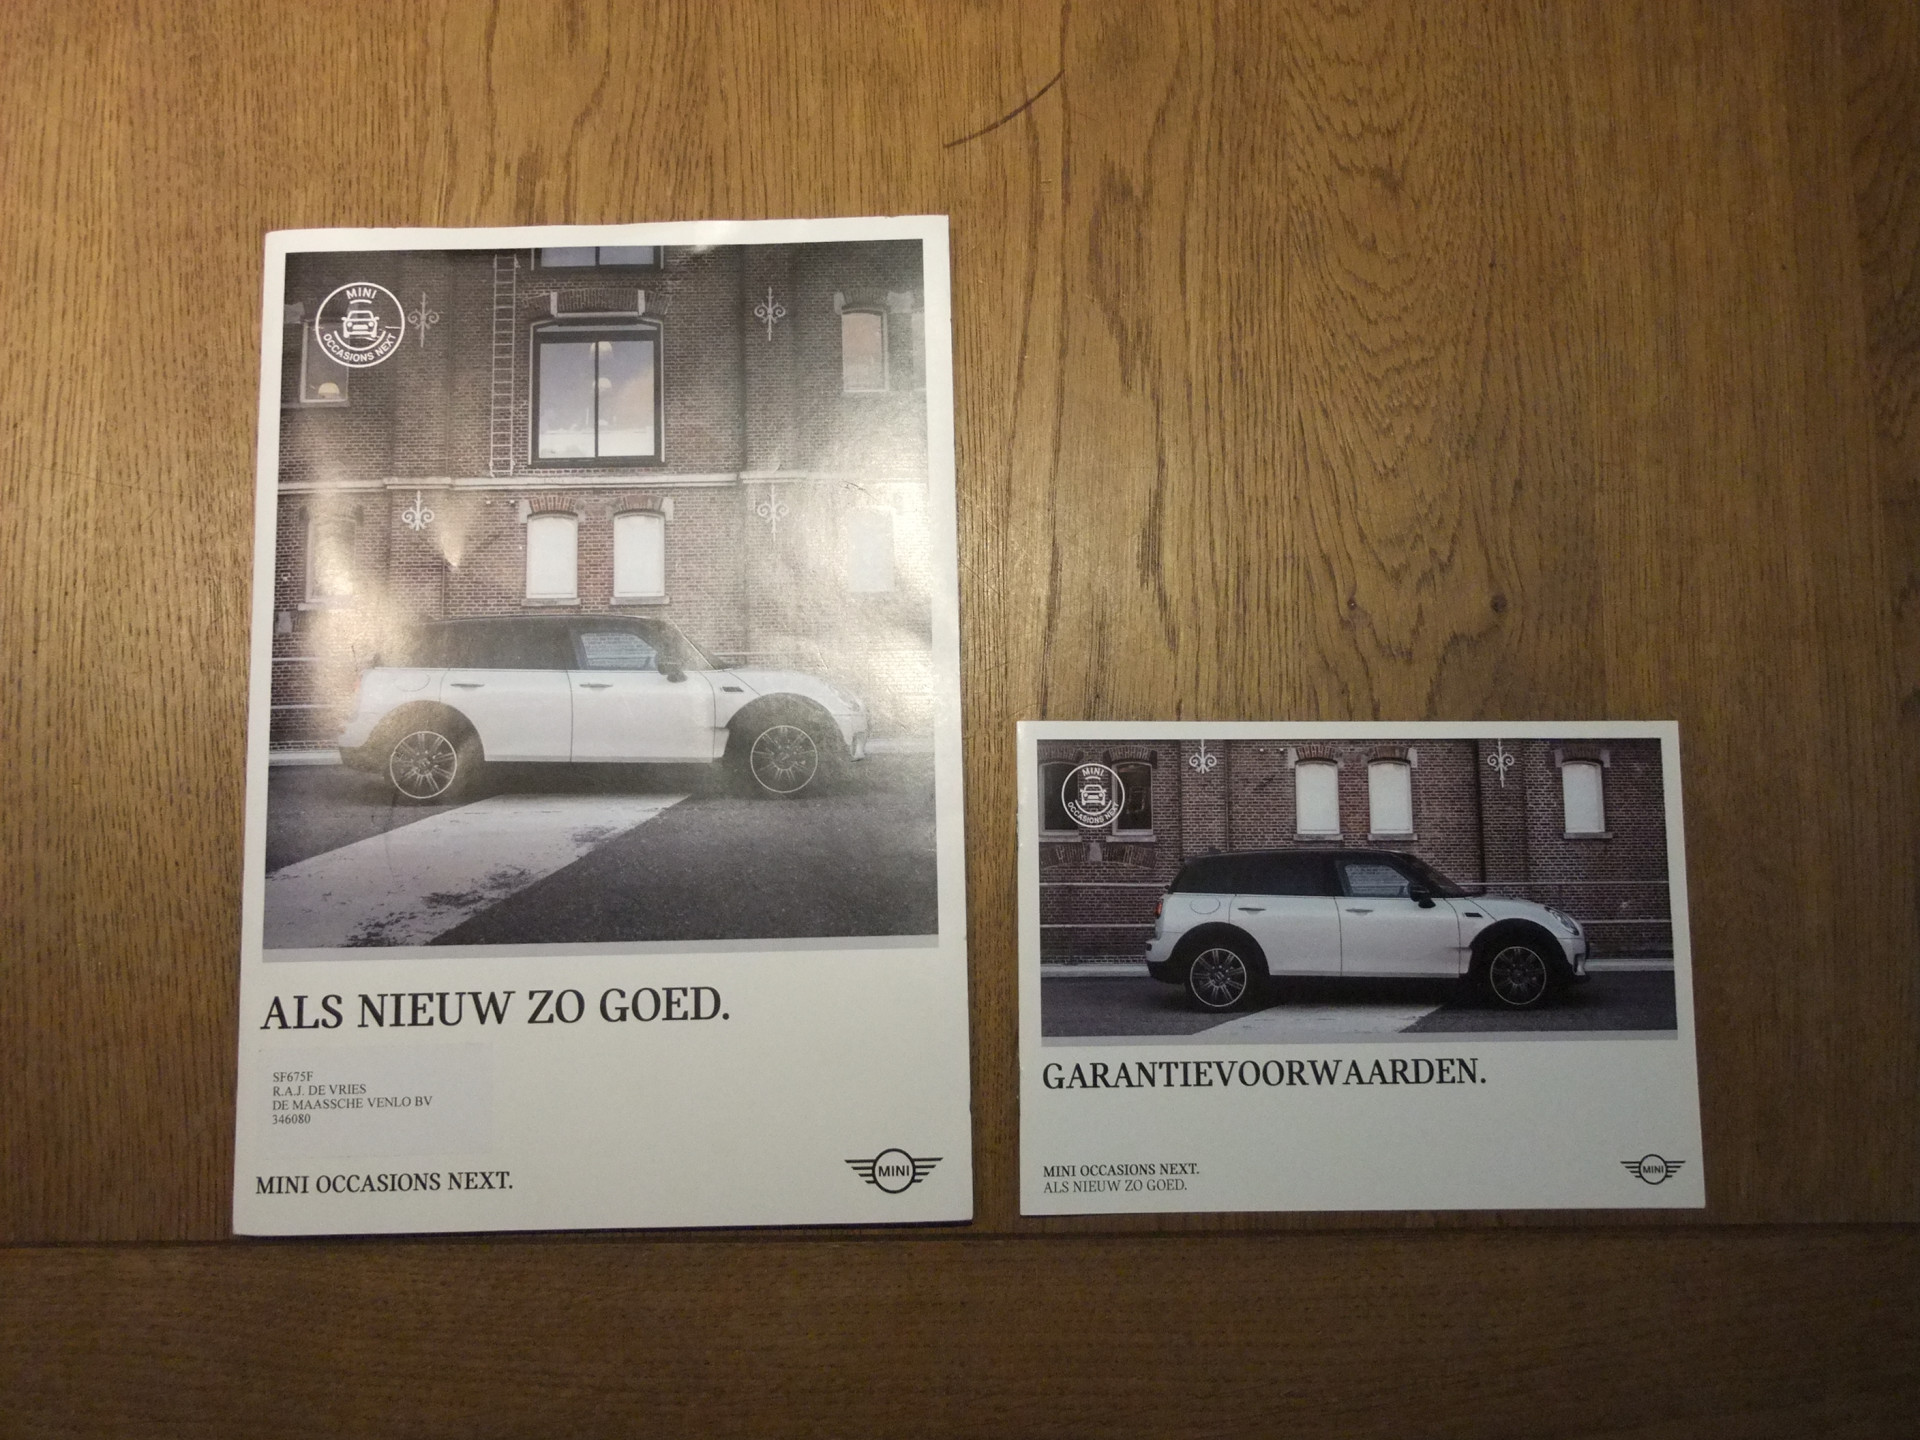 MINI
OCCASIONS NEXT
ALS NIEUW ZO GOED.
SF675F
R.A.J. DE VRIES
DE MAASSCHE VENLO BV
346080
MINI OCCASIONS NEXT.
MINI
MINI
OCCASIONS NEXT
GARANTIEVOORWAARDEN.
MINI OCCASIONS NEXT.
ALS NIEUW ZO GOED.
MINI